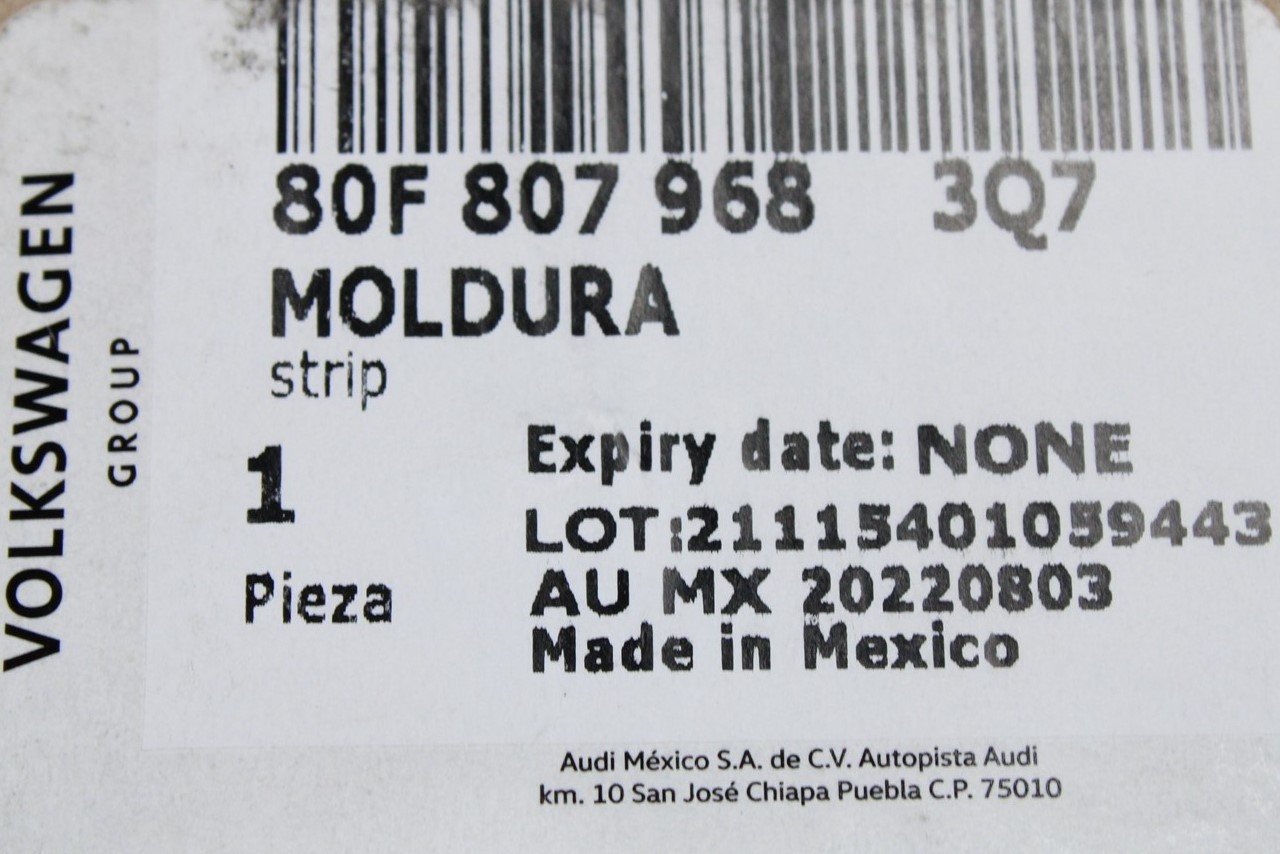 VOLKSWAGEN
GROUP
80F 807 968 3Q7
MOLDURA
strip
1
Pieza
Expiry date: NONE
LOT:21115401059443
AU MX 20220803
Made in Mexico
Audi México S.A. de C.V. Autopista Audi
km. 10 San José Chiapa Puebla C.P. 75010